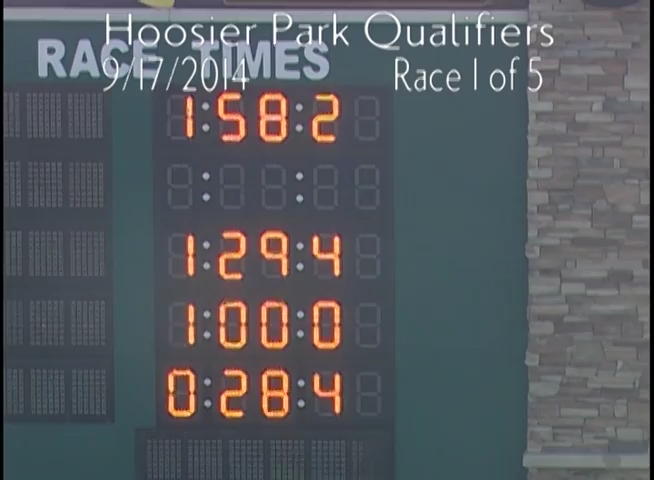 Hoosier Park Qualifiers
RACE TIMES
9/17/2014 Race 1 of 5
1:58:2
1:29:4
1:00:0
0:28:4